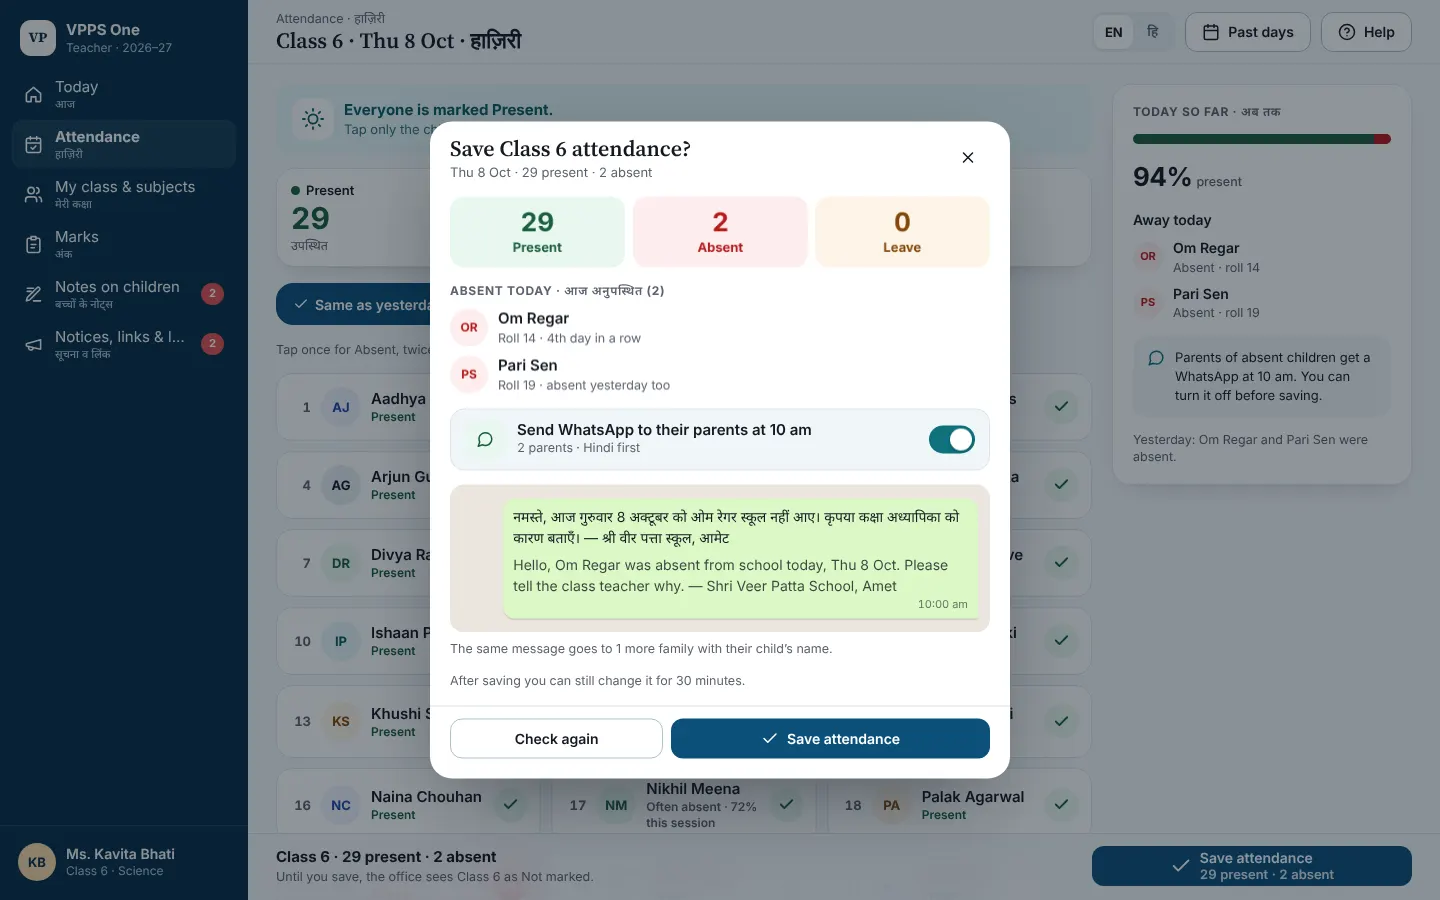 VP
VPPS One
Teacher · 2026–27
Today
आज
Attendance
हाज़िरी
My class & subjects
मेरी कक्षा
Marks
अंक
Notes on children
बच्चों के नोट्स
2
Notices, links & l...
सूचना व लिंक
2
KB
Ms. Kavita Bhati
Class 6 · Science
Attendance · हाज़िरी
Class 6 · Thu 8 Oct · हाज़िरी
EN
हि
Past days
Help
Everyone is marked Present.
Tap only the
Present
29
उपस्थित
Same as
Tap once for Absent, twice
1
AJ
Aadhya
Present
4
AG
Arjun
Present
7
DR
Divya
Present
10
IP
Ishaan
Present
13
KS
Khushi
Present
16
NC
Naina Chouhan
Present
17
NM
Nikhil Meena
Often absent · 72%
this session
18
PA
Palak Agarwal
Present
Save Class 6 attendance?
Thu 8 Oct · 29 present · 2 absent
29
Present
2
Absent
0
Leave
ABSENT TODAY · आज अनुपस्थित (2)
OR
Om Regar
Roll 14 · 4th day in a row
PS
Pari Sen
Roll 19 · absent yesterday too
Send WhatsApp to their parents at 10 am
2 parents · Hindi first
नमस्ते, आज गुरुवार 8 अक्टूबर को ओम रेगर स्कूल नहीं आए। कृपया कक्षा अध्यापिका को
कारण बताएँ। — श्री वीर पत्ता स्कूल, आमेट
Hello, Om Regar was absent from school today, Thu 8 Oct. Please
tell the class teacher why. — Shri Veer Patta School, Amet
10:00 am
The same message goes to 1 more family with their child’s name.
After saving you can still change it for 30 minutes.
Check again
Save attendance
TODAY SO FAR · अब तक
94% present
Away today
OR
Om Regar
Absent · roll 14
PS
Pari Sen
Absent · roll 19
Parents of absent children get a
WhatsApp at 10 am. You can
turn it off before saving.
Yesterday: Om Regar and Pari Sen were
absent.
Class 6 · 29 present · 2 absent
Until you save, the office sees Class 6 as Not marked.
Save attendance
29 present · 2 absent